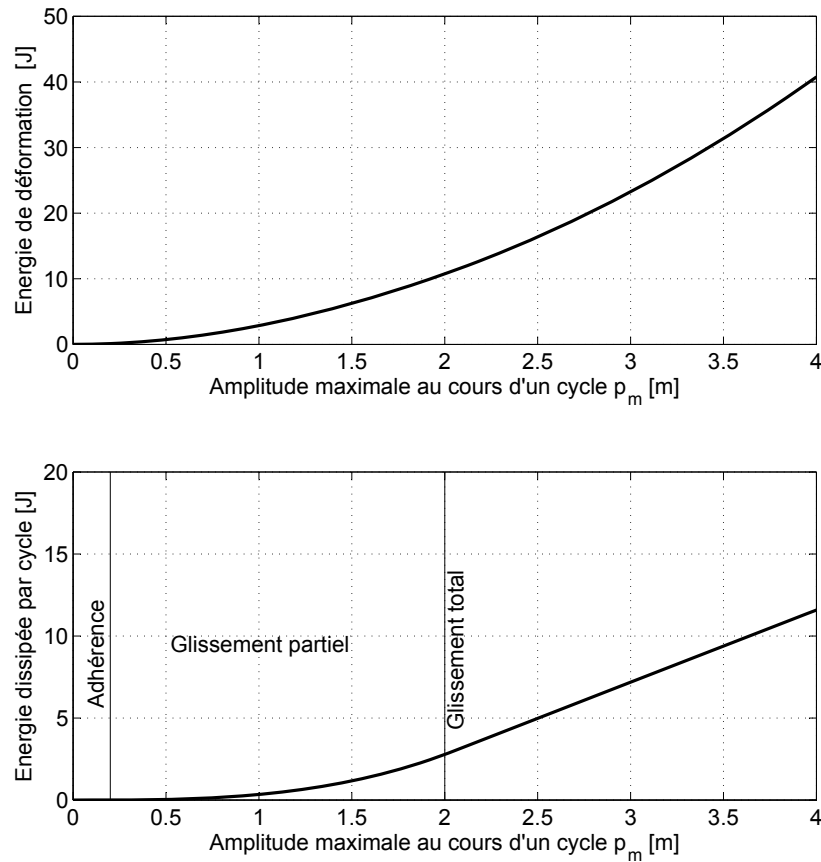 50
40
30
20
10
0
Energie de déformation [J]
0 0.5 1 1.5 2 2.5 3 3.5 4
Amplitude maximale au cours d'un cycle p_m [m]
20
15
10
5
0
Energie dissipée par cycle [J]
Adhérence
Glissement partiel
Glissement total
0 0.5 1 1.5 2 2.5 3 3.5 4
Amplitude maximale au cours d'un cycle p_m [m]